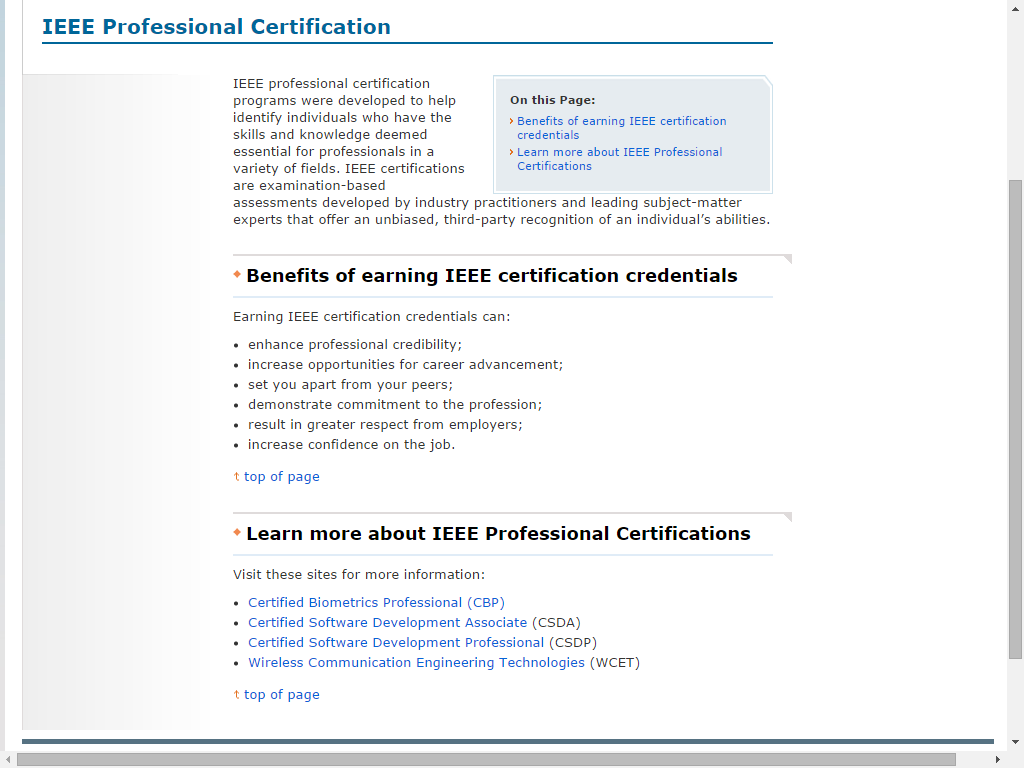 IEEE Professional Certification
IEEE professional certification
programs were developed to help
identify individuals who have the
skills and knowledge deemed
essential for professionals in a
variety of fields. IEEE certifications
are examination-based
assessments developed by industry practitioners and leading subject-matter
experts that offer an unbiased, third-party recognition of an individual’s abilities.
On this Page:
Benefits of earning IEEE certification
credentials
Learn more about IEEE Professional
Certifications
Benefits of earning IEEE certification credentials
Earning IEEE certification credentials can:
• enhance professional credibility;
• increase opportunities for career advancement;
• set you apart from your peers;
• demonstrate commitment to the profession;
• result in greater respect from employers;
• increase confidence on the job.
top of page
Learn more about IEEE Professional Certifications
Visit these sites for more information:
• Certified Biometrics Professional (CBP)
• Certified Software Development Associate (CSDA)
• Certified Software Development Professional (CSDP)
• Wireless Communication Engineering Technologies (WCET)
top of page